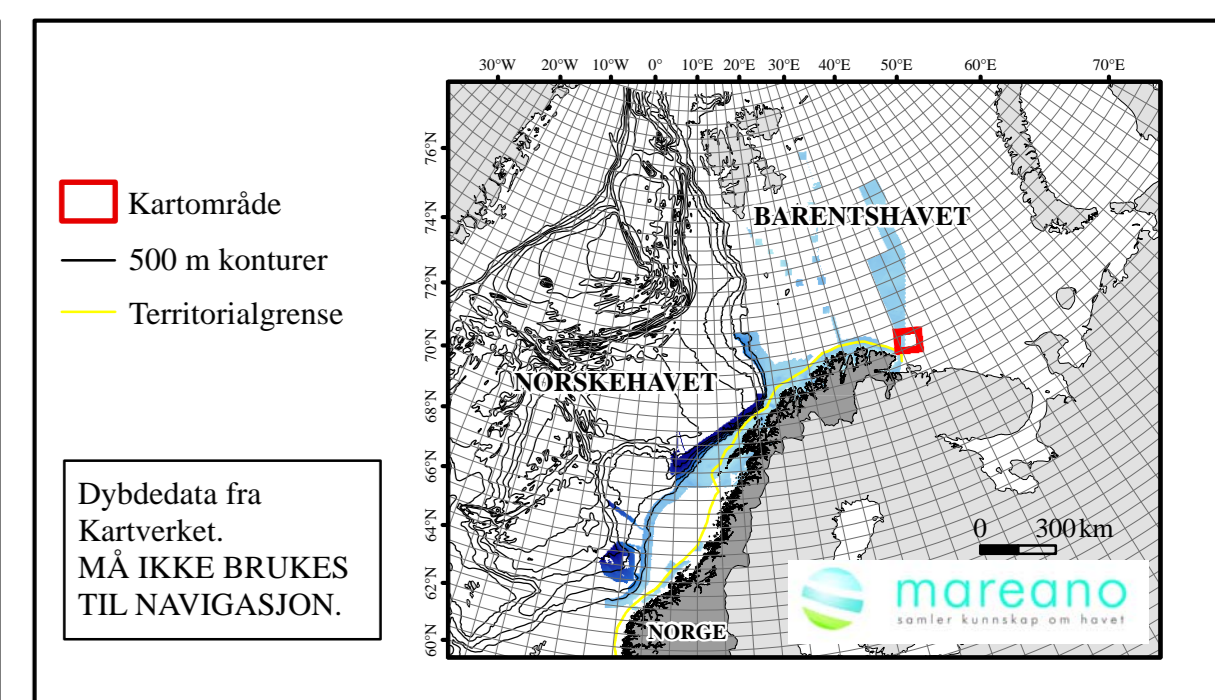 30°W 20°W 10°W 0° 10°E 20°E 30°E 40°E 50°E 60°E 70°E
76°N
74°N
72°N
70°N
68°N
66°N
64°N
62°N
60°N
Kartområde
500 m konturer
Territorialgrense
BARENTSHAVET
NORSKEHAVET
NORGE
0 300 km
mareano
samler kunnskap om havet
Dybdedata fra
Kartverket.
MÅ IKKE BRUKES
TIL NAVIGASJON.